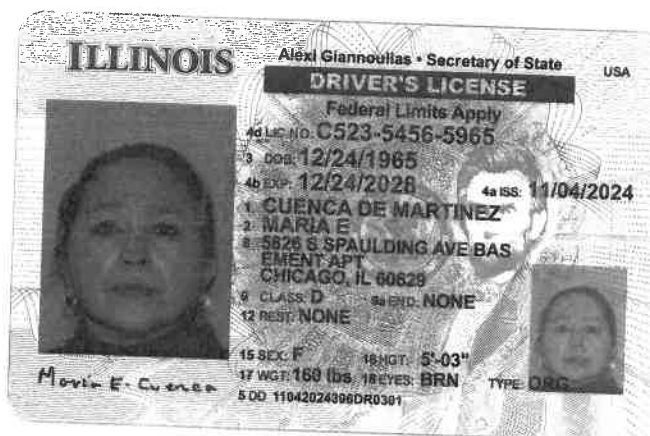 ILLINOIS
Alexi Giannoulias • Secretary of State
USA
DRIVER'S LICENSE
Federal Limits Apply
4d LIC NO: C523-5456-5965
3 DOB: 12/24/1965
4b EXP: 12/24/2028 4a ISS: 11/04/2024
1 CUENCA DE MARTINEZ
2 MARIA E
8 5626 S SPAULDING AVE BAS
EMENT APT
CHICAGO, IL 60629
9 CLASS: D 9a END: NONE
12 REST: NONE
15 SEX: F 16 HGT: 5'-03"
17 WGT: 160 lbs 18 EYES: BRN TYPE: ORG
5 DD 11042024396DR0301
Maria E. Cuenca